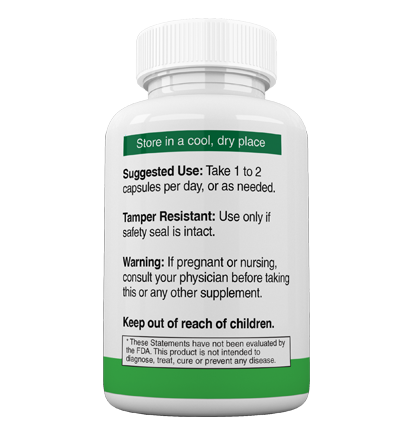 Store in a cool, dry place
Suggested Use: Take 1 to 2
capsules per day, or as needed.
Tamper Resistant: Use only if
safety seal is intact.
Warning: If pregnant or nursing,
consult your physician before taking
this or any other supplement.
Keep out of reach of children.
* These Statements have not been evaluated by
the FDA. This product is not intended to
diagnose, treat, cure or prevent any disease.